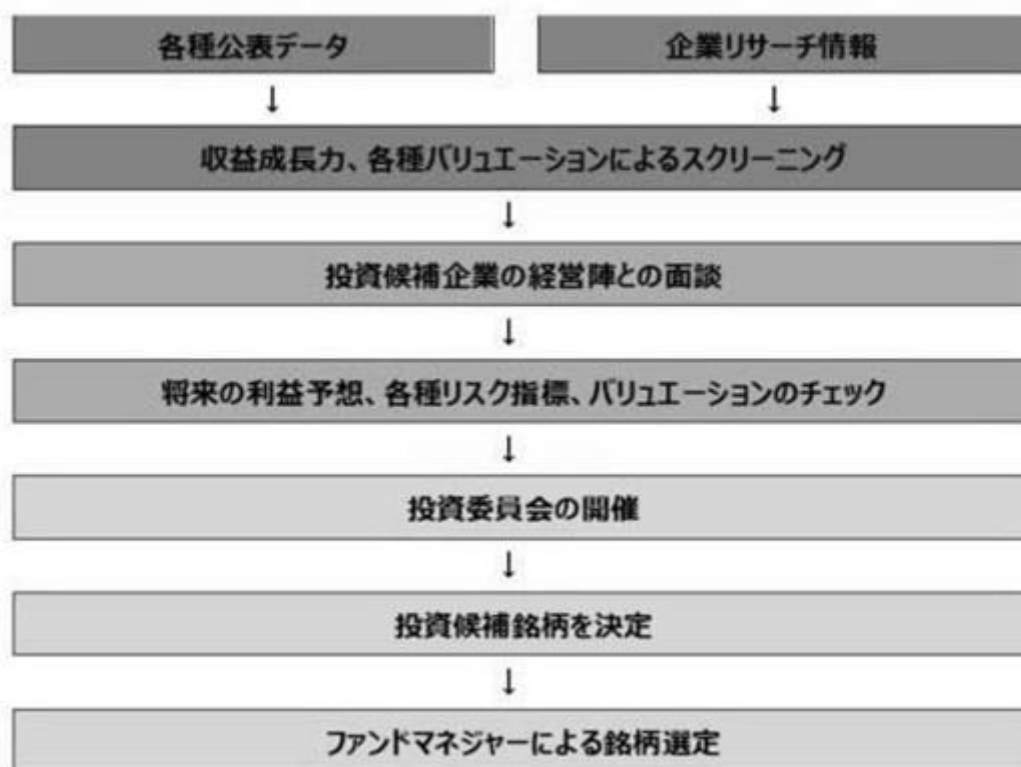 各種公表データ
企業リサーチ情報
↓
↓
収益成長力、各種バリュエーションによるスクリーニング
↓
投資候補企業の経営陣との面談
↓
将来の利益予想、各種リスク指標、バリュエーションのチェック
↓
投資委員会の開催
↓
投資候補銘柄を決定
↓
ファンドマネジャーによる銘柄選定